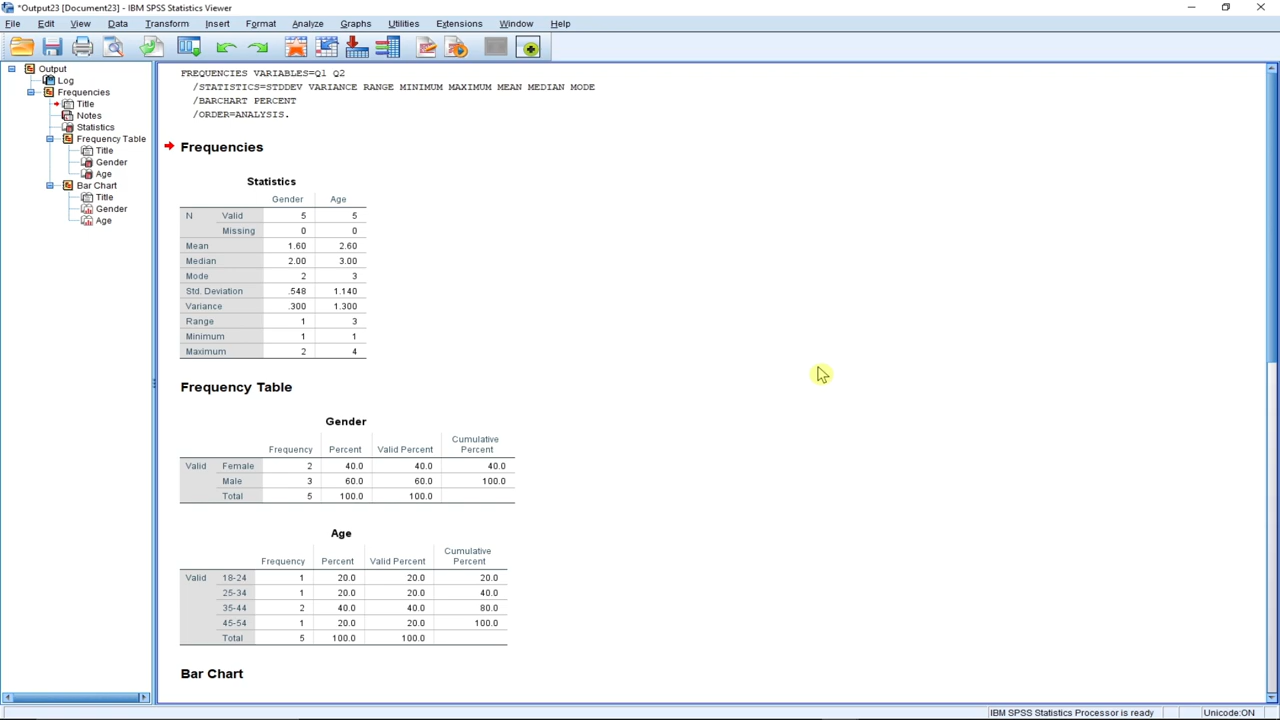 *Output23 [Document23] - IBM SPSS Statistics Viewer
File Edit View Data Transform Insert Format Analyze Graphs Utilities Extensions Window Help
Output
Log
Frequencies
Title
Notes
Statistics
Frequency Table
Title
Gender
Age
Bar Chart
Title
Gender
Age
FREQUENCIES VARIABLES=Q1 Q2
/STATISTICS=STDDEV VARIANCE RANGE MINIMUM MAXIMUM MEAN MEDIAN MODE
/BARCHART PERCENT
/ORDER=ANALYSIS.
Frequencies
Statistics
Gender Age
N Valid 5 5
Missing 0 0
Mean 1.60 2.60
Median 2.00 3.00
Mode 2 3
Std. Deviation .548 1.140
Variance .300 1.300
Range 1 3
Minimum 1 1
Maximum 2 4
Frequency Table
Gender
Frequency Percent Valid Percent Cumulative Percent
Valid Female 2 40.0 40.0 40.0
Male 3 60.0 60.0 100.0
Total 5 100.0 100.0
Age
Frequency Percent Valid Percent Cumulative Percent
Valid 18-24 1 20.0 20.0 20.0
25-34 1 20.0 20.0 40.0
35-44 2 40.0 40.0 80.0
45-54 1 20.0 20.0 100.0
Total 5 100.0 100.0
Bar Chart
IBM SPSS Statistics Processor is ready Unicode:ON